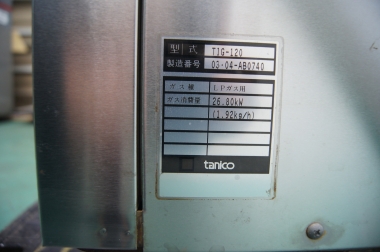 型式 TIG-120
製造番号 03-04-AB0740
ガス種 LPガス用
ガス消費量 26.80kW
(1.92kg/h)
tanico